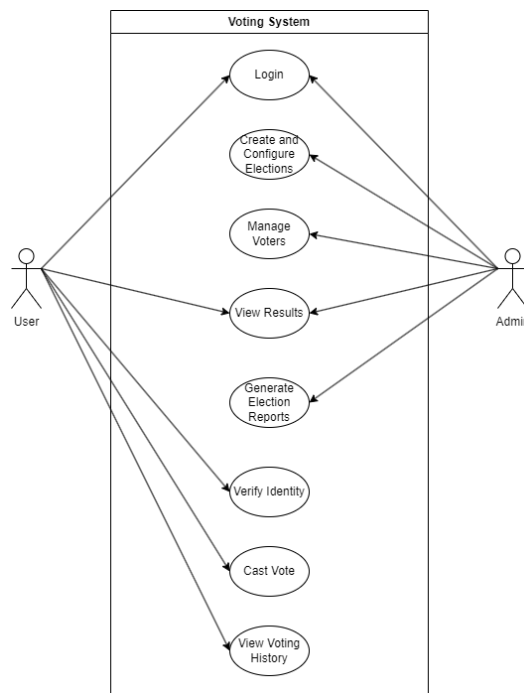 Voting System
Login
Create and
Configure
Elections
Manage
Voters
User
View Results
Admin
Generate
Election
Reports
Verify Identity
Cast Vote
View Voting
History